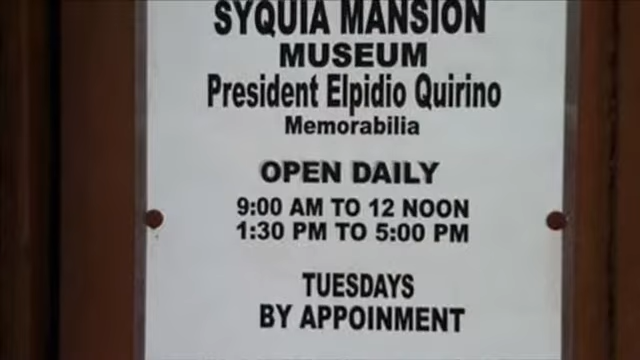 SYQUIA MANSION
MUSEUM
President Elpidio Quirino
Memorabilia
OPEN DAILY
9:00 AM TO 12 NOON
1:30 PM TO 5:00 PM
TUESDAYS
BY APPOINMENT